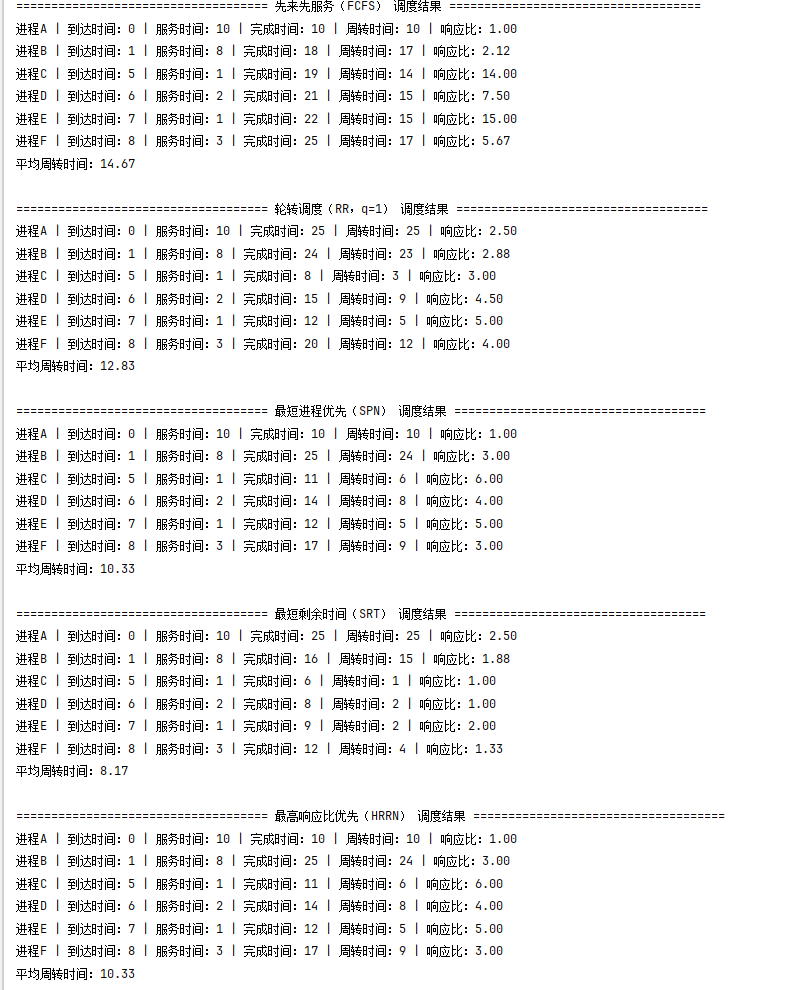 ==================================== 先来先服务（FCFS） 调度结果 ====================================
进程A | 到达时间: 0 | 服务时间: 10 | 完成时间: 10 | 周转时间: 10 | 响应比: 1.00
进程B | 到达时间: 1 | 服务时间: 8 | 完成时间: 18 | 周转时间: 17 | 响应比: 2.12
进程C | 到达时间: 5 | 服务时间: 1 | 完成时间: 19 | 周转时间: 14 | 响应比: 14.00
进程D | 到达时间: 6 | 服务时间: 2 | 完成时间: 21 | 周转时间: 15 | 响应比: 7.50
进程E | 到达时间: 7 | 服务时间: 1 | 完成时间: 22 | 周转时间: 15 | 响应比: 15.00
进程F | 到达时间: 8 | 服务时间: 3 | 完成时间: 25 | 周转时间: 17 | 响应比: 5.67
平均周转时间: 14.67
==================================== 轮转调度（RR，q=1） 调度结果 ====================================
进程A | 到达时间: 0 | 服务时间: 10 | 完成时间: 25 | 周转时间: 25 | 响应比: 2.50
进程B | 到达时间: 1 | 服务时间: 8 | 完成时间: 24 | 周转时间: 23 | 响应比: 2.88
进程C | 到达时间: 5 | 服务时间: 1 | 完成时间: 8 | 周转时间: 3 | 响应比: 3.00
进程D | 到达时间: 6 | 服务时间: 2 | 完成时间: 15 | 周转时间: 9 | 响应比: 4.50
进程E | 到达时间: 7 | 服务时间: 1 | 完成时间: 12 | 周转时间: 5 | 响应比: 5.00
进程F | 到达时间: 8 | 服务时间: 3 | 完成时间: 20 | 周转时间: 12 | 响应比: 4.00
平均周转时间: 12.83
==================================== 最短进程优先（SPN） 调度结果 ====================================
进程A | 到达时间: 0 | 服务时间: 10 | 完成时间: 10 | 周转时间: 10 | 响应比: 1.00
进程B | 到达时间: 1 | 服务时间: 8 | 完成时间: 25 | 周转时间: 24 | 响应比: 3.00
进程C | 到达时间: 5 | 服务时间: 1 | 完成时间: 11 | 周转时间: 6 | 响应比: 6.00
进程D | 到达时间: 6 | 服务时间: 2 | 完成时间: 14 | 周转时间: 8 | 响应比: 4.00
进程E | 到达时间: 7 | 服务时间: 1 | 完成时间: 12 | 周转时间: 5 | 响应比: 5.00
进程F | 到达时间: 8 | 服务时间: 3 | 完成时间: 17 | 周转时间: 9 | 响应比: 3.00
平均周转时间: 10.33
==================================== 最短剩余时间（SRT） 调度结果 ====================================
进程A | 到达时间: 0 | 服务时间: 10 | 完成时间: 25 | 周转时间: 25 | 响应比: 2.50
进程B | 到达时间: 1 | 服务时间: 8 | 完成时间: 16 | 周转时间: 15 | 响应比: 1.88
进程C | 到达时间: 5 | 服务时间: 1 | 完成时间: 6 | 周转时间: 1 | 响应比: 1.00
进程D | 到达时间: 6 | 服务时间: 2 | 完成时间: 8 | 周转时间: 2 | 响应比: 1.00
进程E | 到达时间: 7 | 服务时间: 1 | 完成时间: 9 | 周转时间: 2 | 响应比: 2.00
进程F | 到达时间: 8 | 服务时间: 3 | 完成时间: 12 | 周转时间: 4 | 响应比: 1.33
平均周转时间: 8.17
==================================== 最高响应比优先（HRRN） 调度结果 ====================================
进程A | 到达时间: 0 | 服务时间: 10 | 完成时间: 10 | 周转时间: 10 | 响应比: 1.00
进程B | 到达时间: 1 | 服务时间: 8 | 完成时间: 25 | 周转时间: 24 | 响应比: 3.00
进程C | 到达时间: 5 | 服务时间: 1 | 完成时间: 11 | 周转时间: 6 | 响应比: 6.00
进程D | 到达时间: 6 | 服务时间: 2 | 完成时间: 14 | 周转时间: 8 | 响应比: 4.00
进程E | 到达时间: 7 | 服务时间: 1 | 完成时间: 12 | 周转时间: 5 | 响应比: 5.00
进程F | 到达时间: 8 | 服务时间: 3 | 完成时间: 17 | 周转时间: 9 | 响应比: 3.00
平均周转时间: 10.33